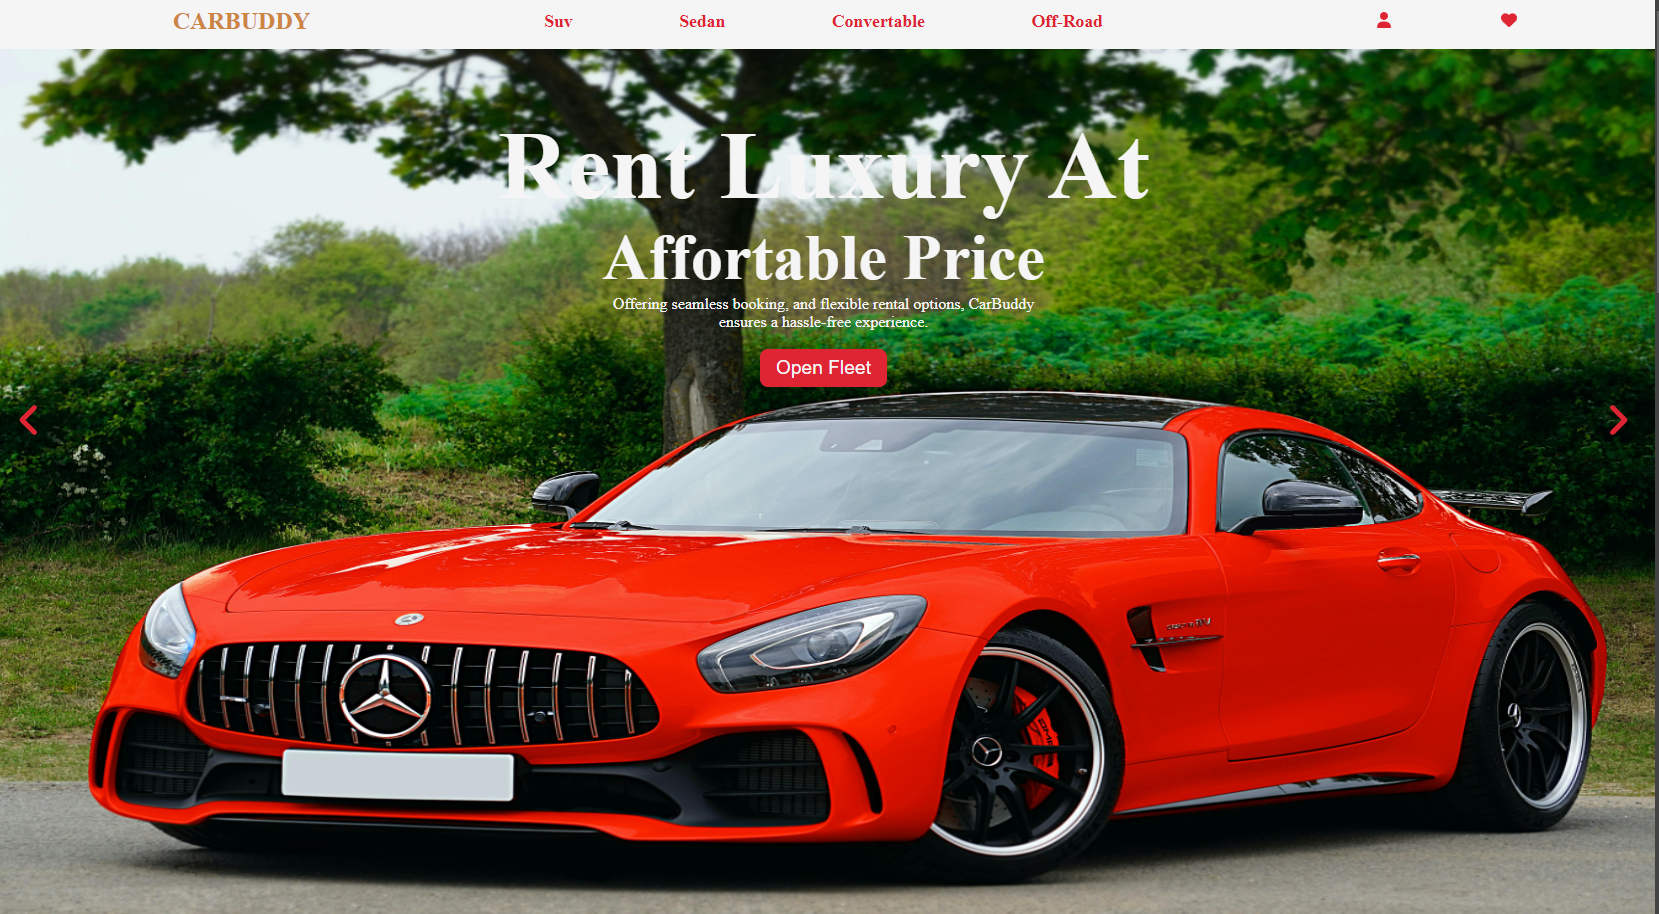 CARBUDDY
Suv
Sedan
Convertable
Off-Road
Rent Luxury At
Affortable Price
Offering seamless booking, and flexible rental options, CarBuddy
ensures a hassle-free experience.
Open Fleet